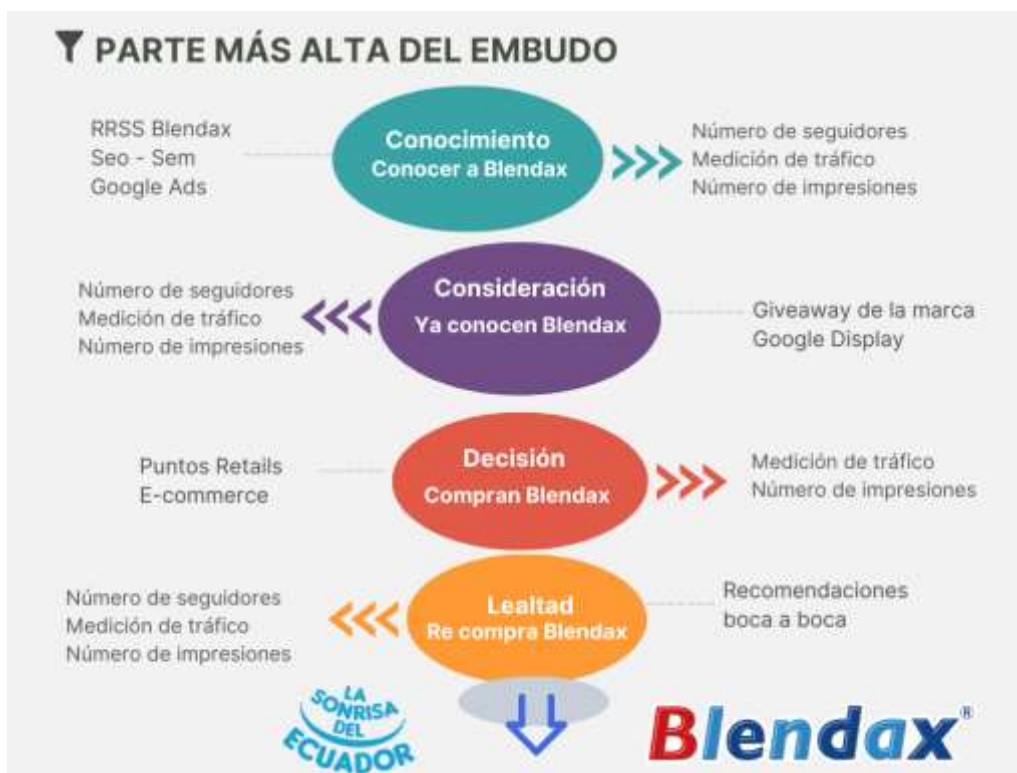 PARTE MÁS ALTA DEL EMBUDO
RRSS Blendax
Seo - Sem
Google Ads
Conocimiento
Conocer a Blendax
Número de seguidores
Medición de tráfico
Número de impresiones
Número de seguidores
Medición de tráfico
Número de impresiones
Consideración
Ya conocen Blendax
Giveaway de la marca
Google Display
Puntos Retails
E-commerce
Decisión
Compran Blendax
Medición de tráfico
Número de impresiones
Número de seguidores
Medición de tráfico
Número de impresiones
Lealtad
Re compra Blendax
Recomendaciones
boca a boca
LA
SONRISA
DEL
ECUADOR
Blendax®